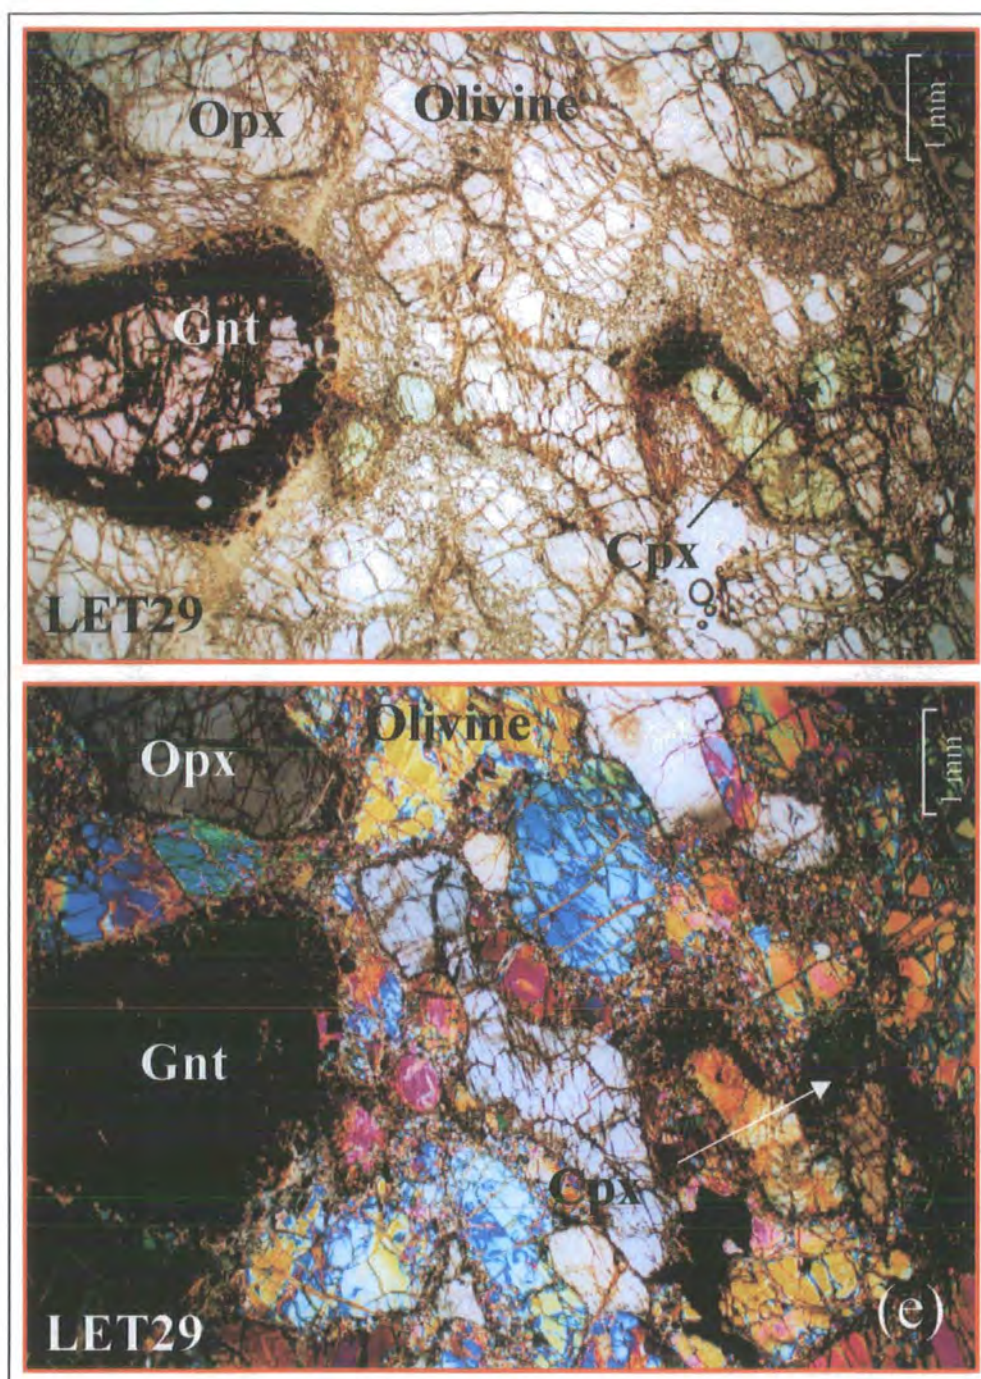 Opx
Olivine
1 mm
Gnt
Cpx
LET29
Olivine
Opx
1 mm
Gnt
Cpx
LET29
(e)